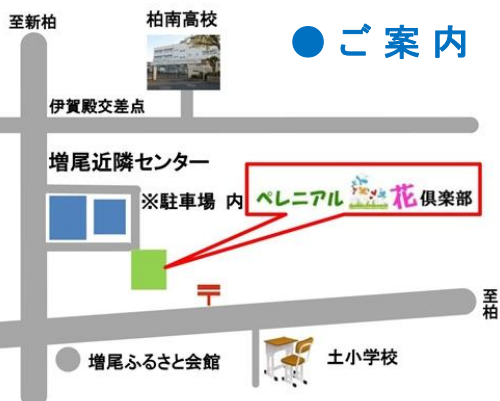 至新柏
柏南高校
●ご案内
伊賀殿交差点
増尾近隣センター
※駐車場 内
ペレニアル 花 倶楽部
〒
至柏
増尾ふるさと会館
土小学校